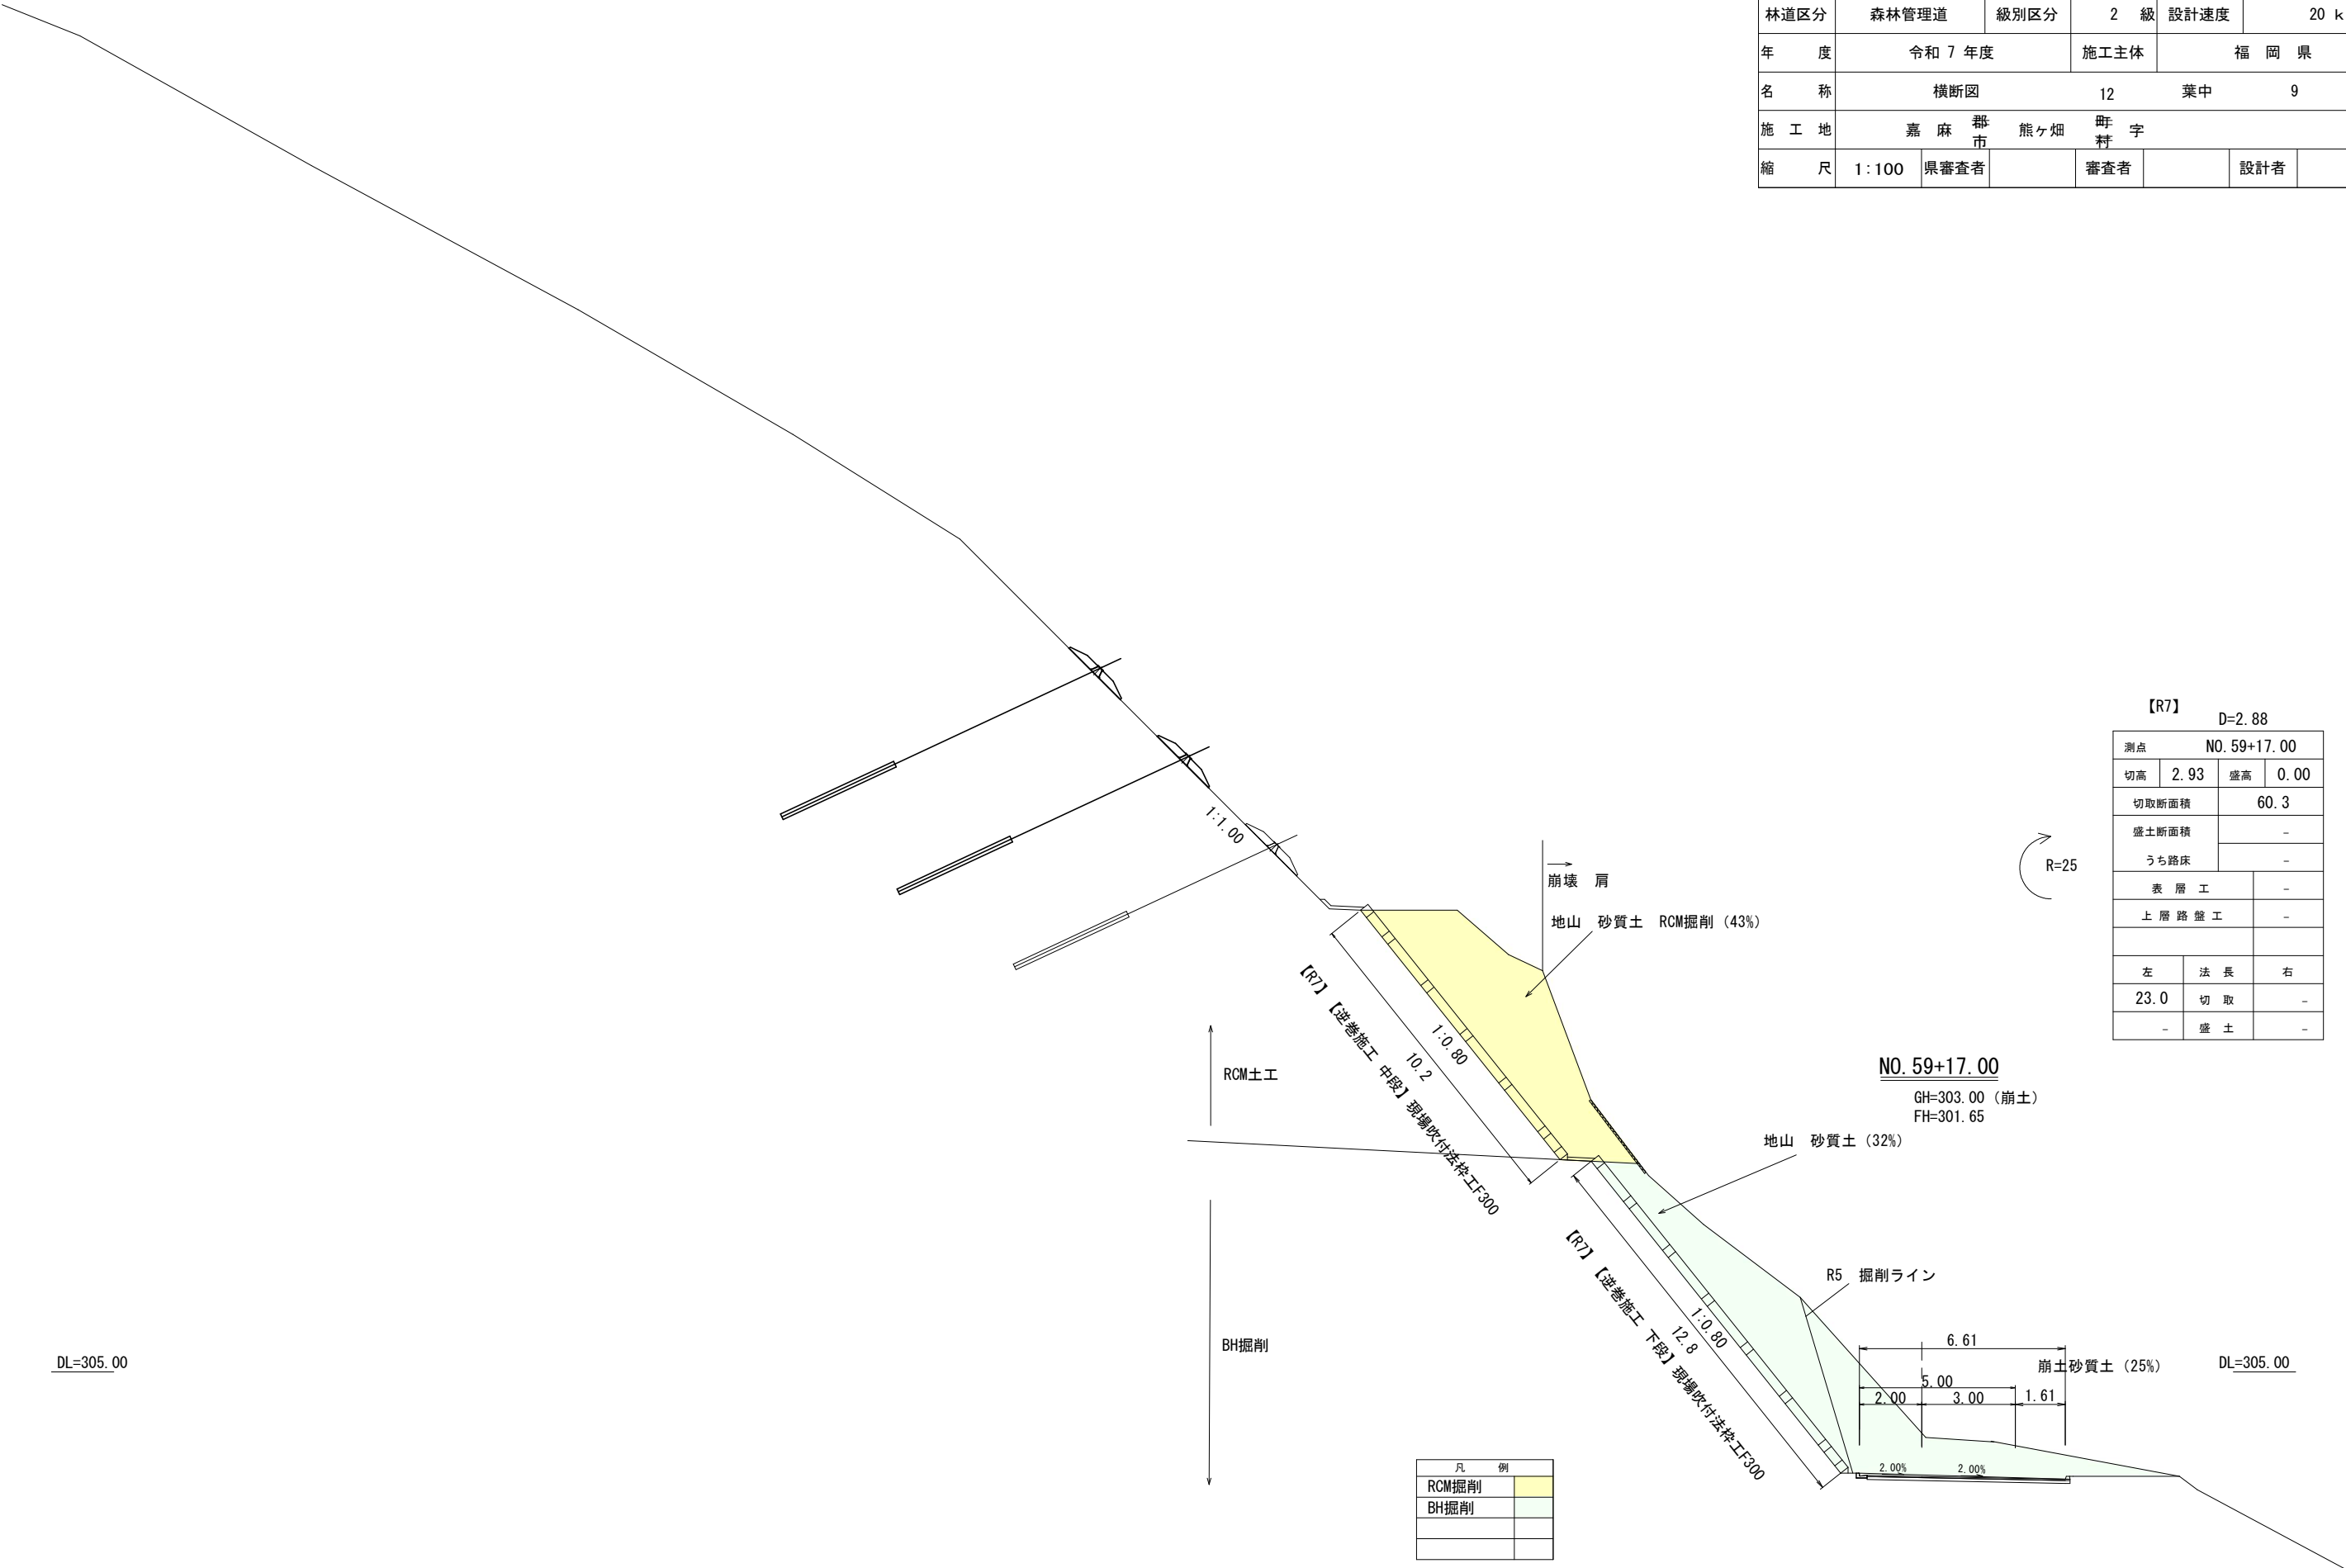 林道区分 森林管理道 級別区分 2 級 設計速度 20 k
年 度 令和 7 年度 施工主体 福 岡 県
名 称 横断図 12 葉中 9
施 工 地 嘉 麻 郡 市 熊ヶ畑 町 村 字
縮 尺 1:100 県審査者 審査者 設計者
1:1.00
崩壊 肩
地山 砂質土 RCM掘削 (43%)
【R7】
D=2.88
測点 NO.59+17.00
切高 2.93 盛高 0.00
切取断面積 60.3
盛土断面積 -
うち路床 -
表 層 工 -
上 層 路 盤 工 -
左 法 長 右
23.0 切 取 -
- 盛 土 -
R=25
1:0.80
10.2
【R7】【逆巻施工 中段】現場吹付法枠工F300
RCM土工
NO.59+17.00
GH=303.00 (崩土)
FH=301.65
地山 砂質土 (32%)
R5 掘削ライン
1:0.80
12.8
【R7】【逆巻施工 下段】現場吹付法枠工F300
BH掘削
DL=305.00
6.61
崩土砂質土 (25%)
DL=305.00
5.00
2.00 3.00 1.61
2.00% 2.00%
凡 例
RCM掘削
BH掘削